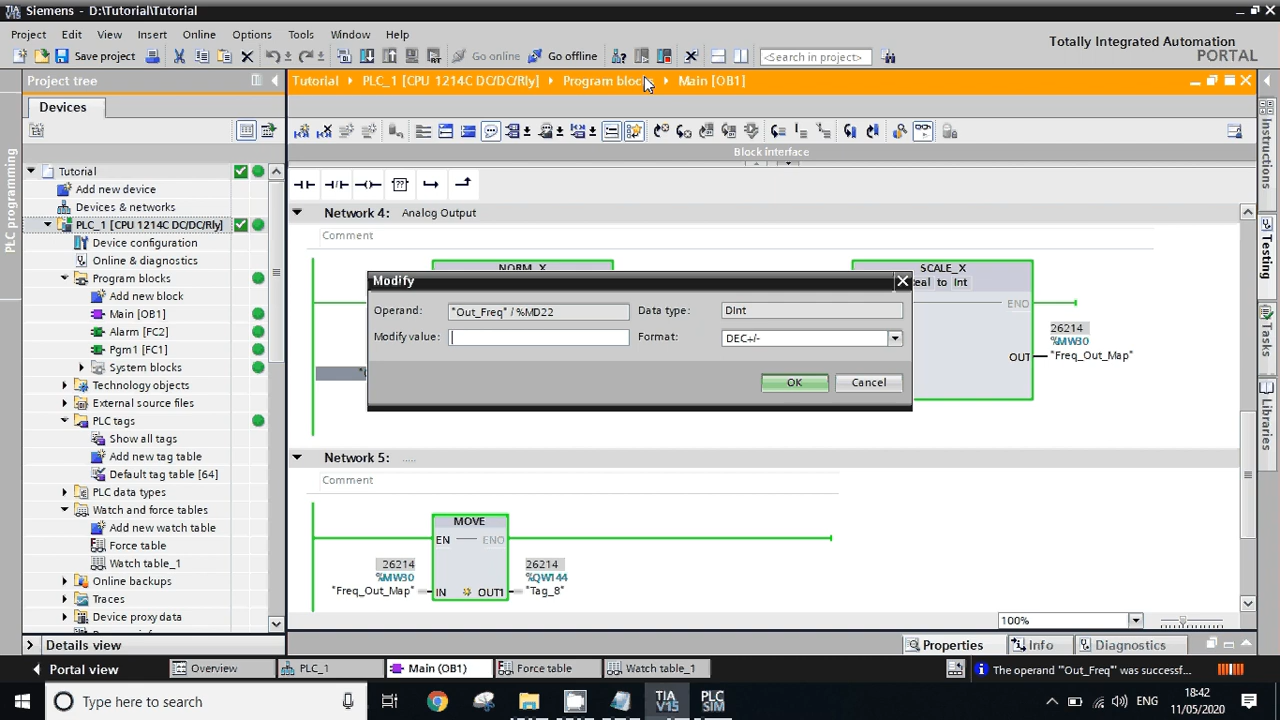 Siemens - D:\Tutorial\Tutorial
TIA
V15
Project Edit View Insert Online Options Tools Window Help
Totally Integrated Automation
PORTAL
Save project Go online Go offline <Search in project>
Project tree
Tutorial PLC_1 [CPU 1214C DC/DC/Rly] Program blocks Main [OB1]
Devices
PLC programming
Block interface
Tutorial
Add new device
Devices & networks
PLC_1 [CPU 1214C DC/DC/Rly]
Device configuration
Online & diagnostics
Program blocks
Add new block
Main [OB1]
Alarm [FC2]
Pgm1 [FC1]
System blocks
Technology objects
External source files
PLC tags
Show all tags
Add new tag table
Default tag table [64]
PLC data types
Watch and force tables
Add new watch table
Force table
Watch table_1
Online backups
Traces
Device proxy data
Details view
??
Network 4: Analog Output
Comment
NORM_X
SCALE_X
Real to Int
ENO
26214
%MW30
OUT "Freq_Out_Map"
Modify
Operand: "Out_Freq" / %MD22 Data type: DInt
Modify value: Format: DEC+/-
OK Cancel
Network 5: .....
Comment
MOVE
EN ENO
26214 26214
%MW30 %QW144
"Freq_Out_Map" IN OUT1 "Tag_8"
100%
Instructions
Testing
Tasks
Libraries
Properties Info Diagnostics
Portal view Overview PLC_1 Main (OB1) Force table Watch table_1 The operand "Out_Freq" was successf...
Type here to search
TIA
V15
PLC
SIM
ENG
18:42
11/05/2020